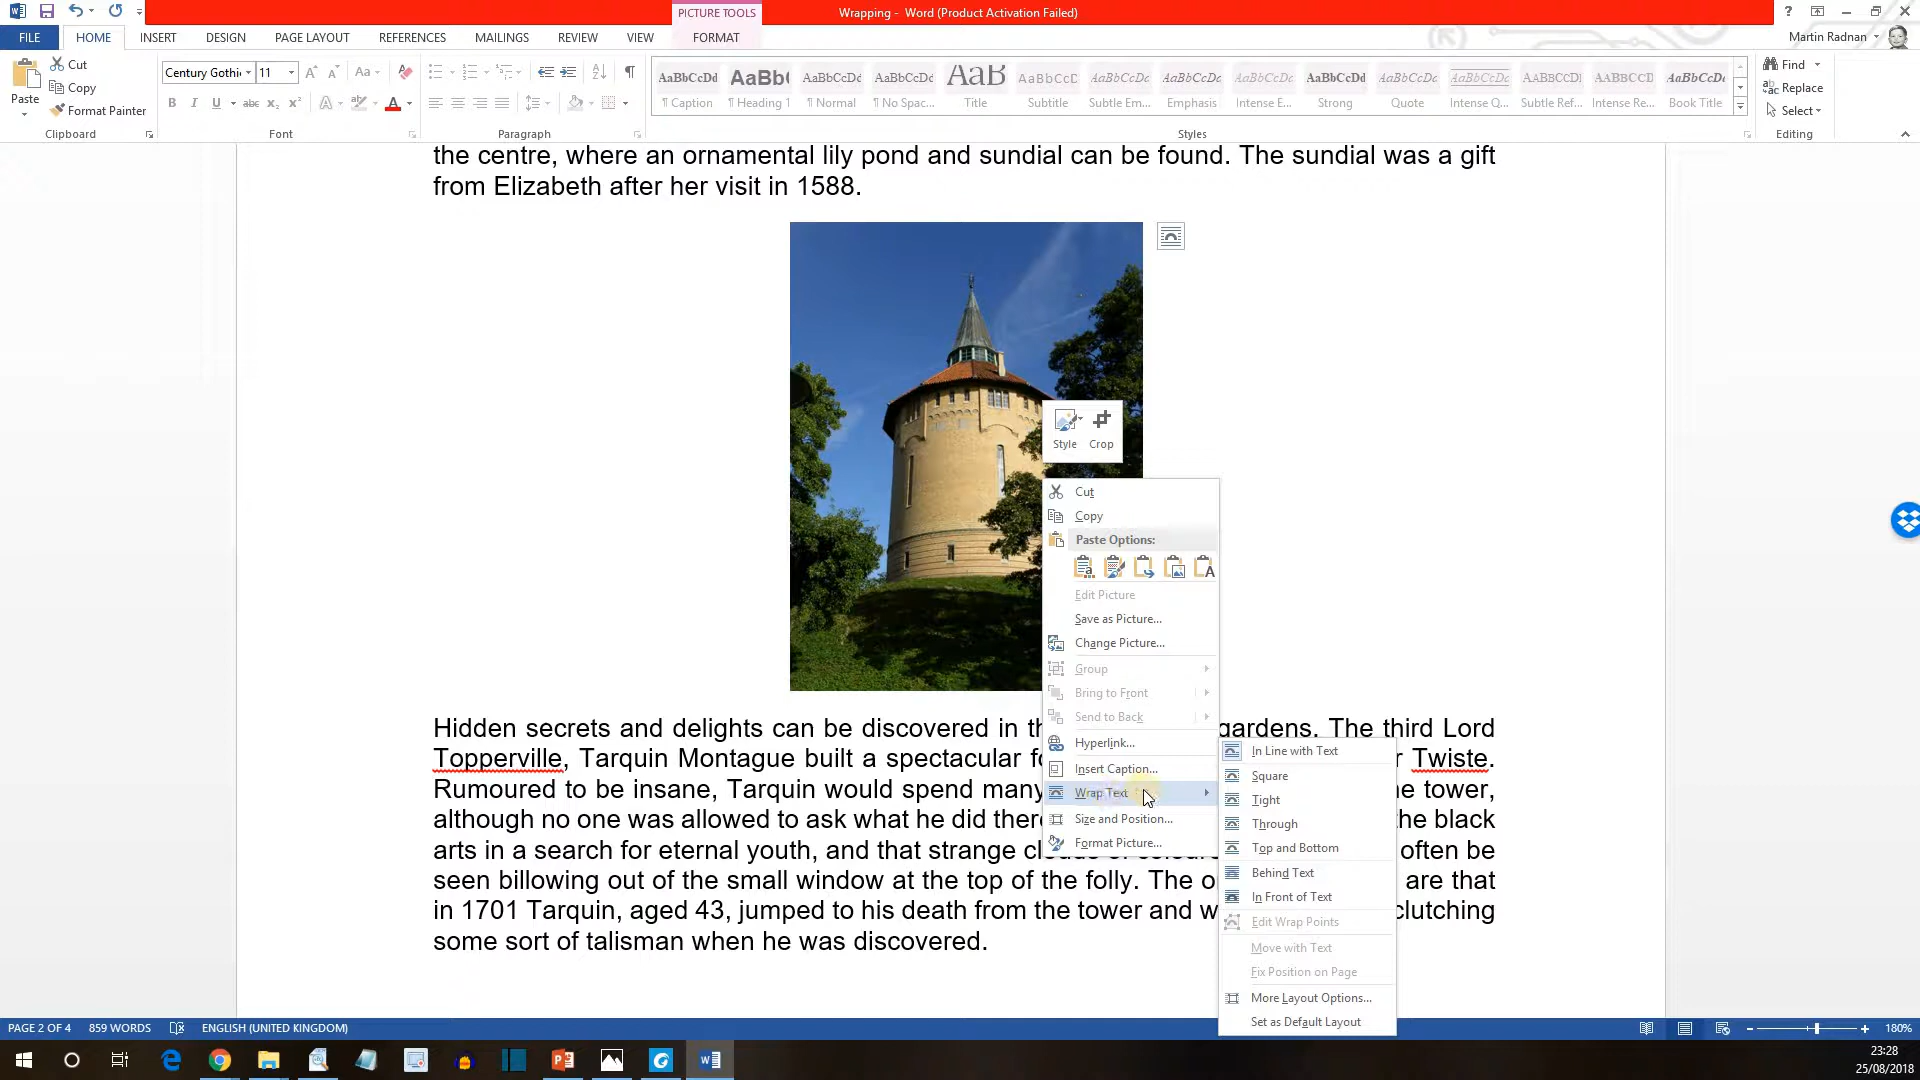 PICTURE TOOLS
Wrapping - Word (Product Activation Failed)
FILE HOME INSERT DESIGN PAGE LAYOUT REFERENCES MAILINGS REVIEW VIEW FORMAT
Martin Radnan
Paste
Cut
Copy
Format Painter
Clipboard
Century Gothi 11
Font
Paragraph
AaBbCcDd AaBb( AaBbCcDd AaBbCcDd AaB AaBbCcD AaBbCcDd AaBbCcDd AaBbCcDd AaBbCcDd AaBbCcDd AaBbCcDd AABBCCDD AABBCCD AaBbCcDd
¶ Caption ¶ Heading 1 ¶ Normal ¶ No Spac... Title Subtitle Subtle Em... Emphasis Intense E... Strong Quote Intense Q... Subtle Ref... Intense Re... Book Title
Styles
Find
Replace
Select
Editing
the centre, where an ornamental lily pond and sundial can be found. The sundial was a gift
from Elizabeth after her visit in 1588.
Style Crop
Cut
Copy
Paste Options:
Edit Picture
Save as Picture...
Change Picture...
Group
Bring to Front
Send to Back
Hyperlink...
Insert Caption...
Wrap Text
Size and Position...
Format Picture...
In Line with Text
Square
Tight
Through
Top and Bottom
Behind Text
In Front of Text
Edit Wrap Points
Move with Text
Fix Position on Page
More Layout Options...
Set as Default Layout
Hidden secrets and delights can be discovered in th gardens. The third Lord
Topperville, Tarquin Montague built a spectacular fo r Twiste.
Rumoured to be insane, Tarquin would spend many he tower,
although no one was allowed to ask what he did there the black
arts in a search for eternal youth, and that strange clouds of colours often be
seen billowing out of the small window at the top of the folly. The o are that
in 1701 Tarquin, aged 43, jumped to his death from the tower and w clutching
some sort of talisman when he was discovered.
PAGE 2 OF 4 859 WORDS ENGLISH (UNITED KINGDOM) 180%
23:28
25/08/2018